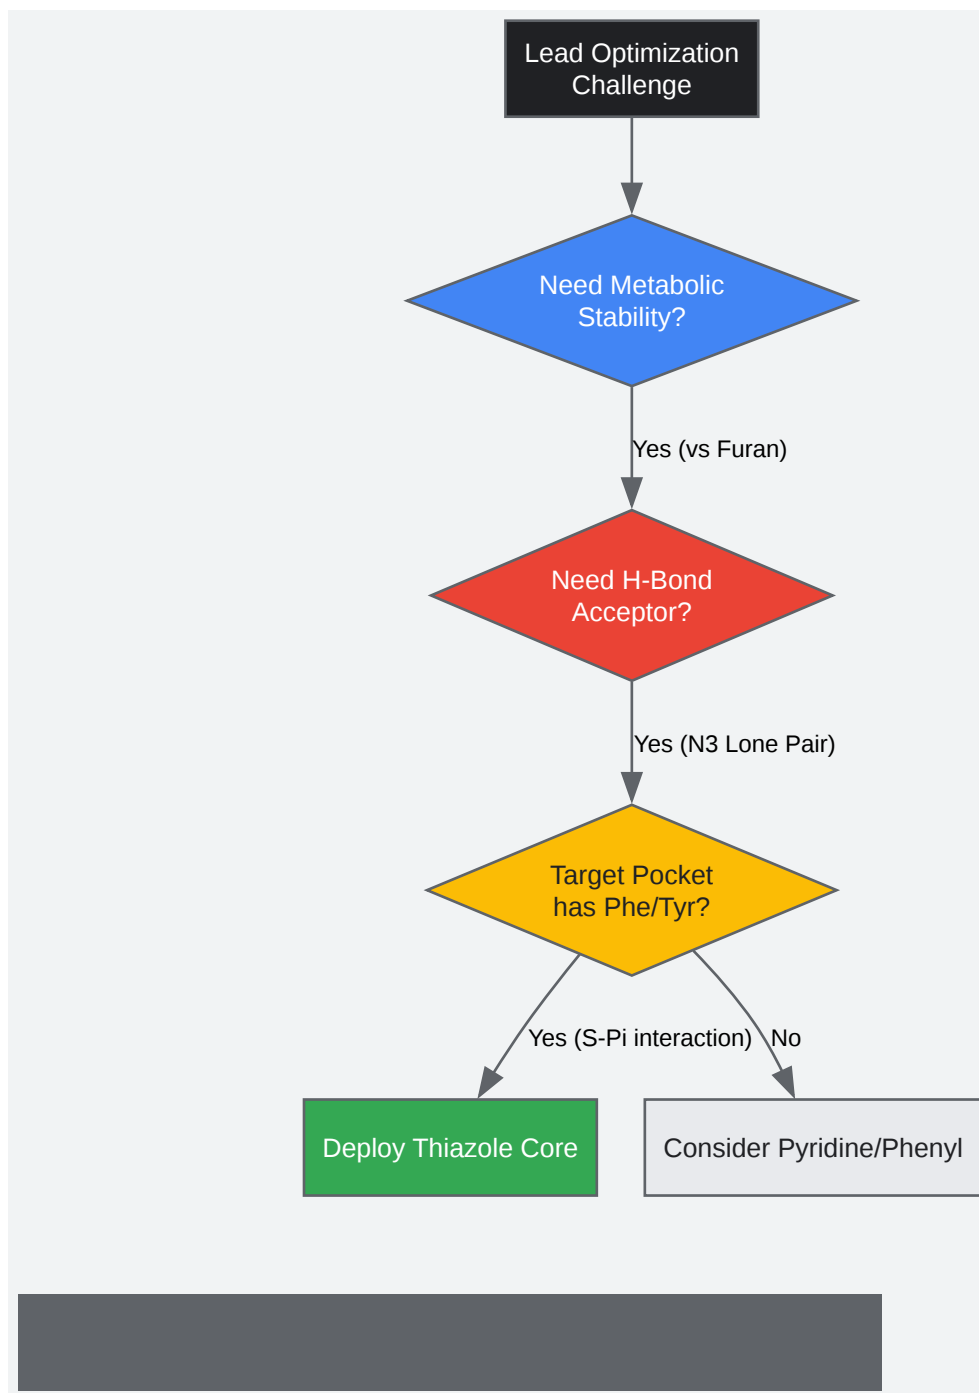 Lead Optimization
Challenge
Need Metabolic
Stability?
Yes (vs Furan)
Need H-Bond
Acceptor?
Yes (N3 Lone Pair)
Target Pocket
has Phe/Tyr?
Yes (S-Pi interaction)
No
Deploy Thiazole Core
Consider Pyridine/Phenyl